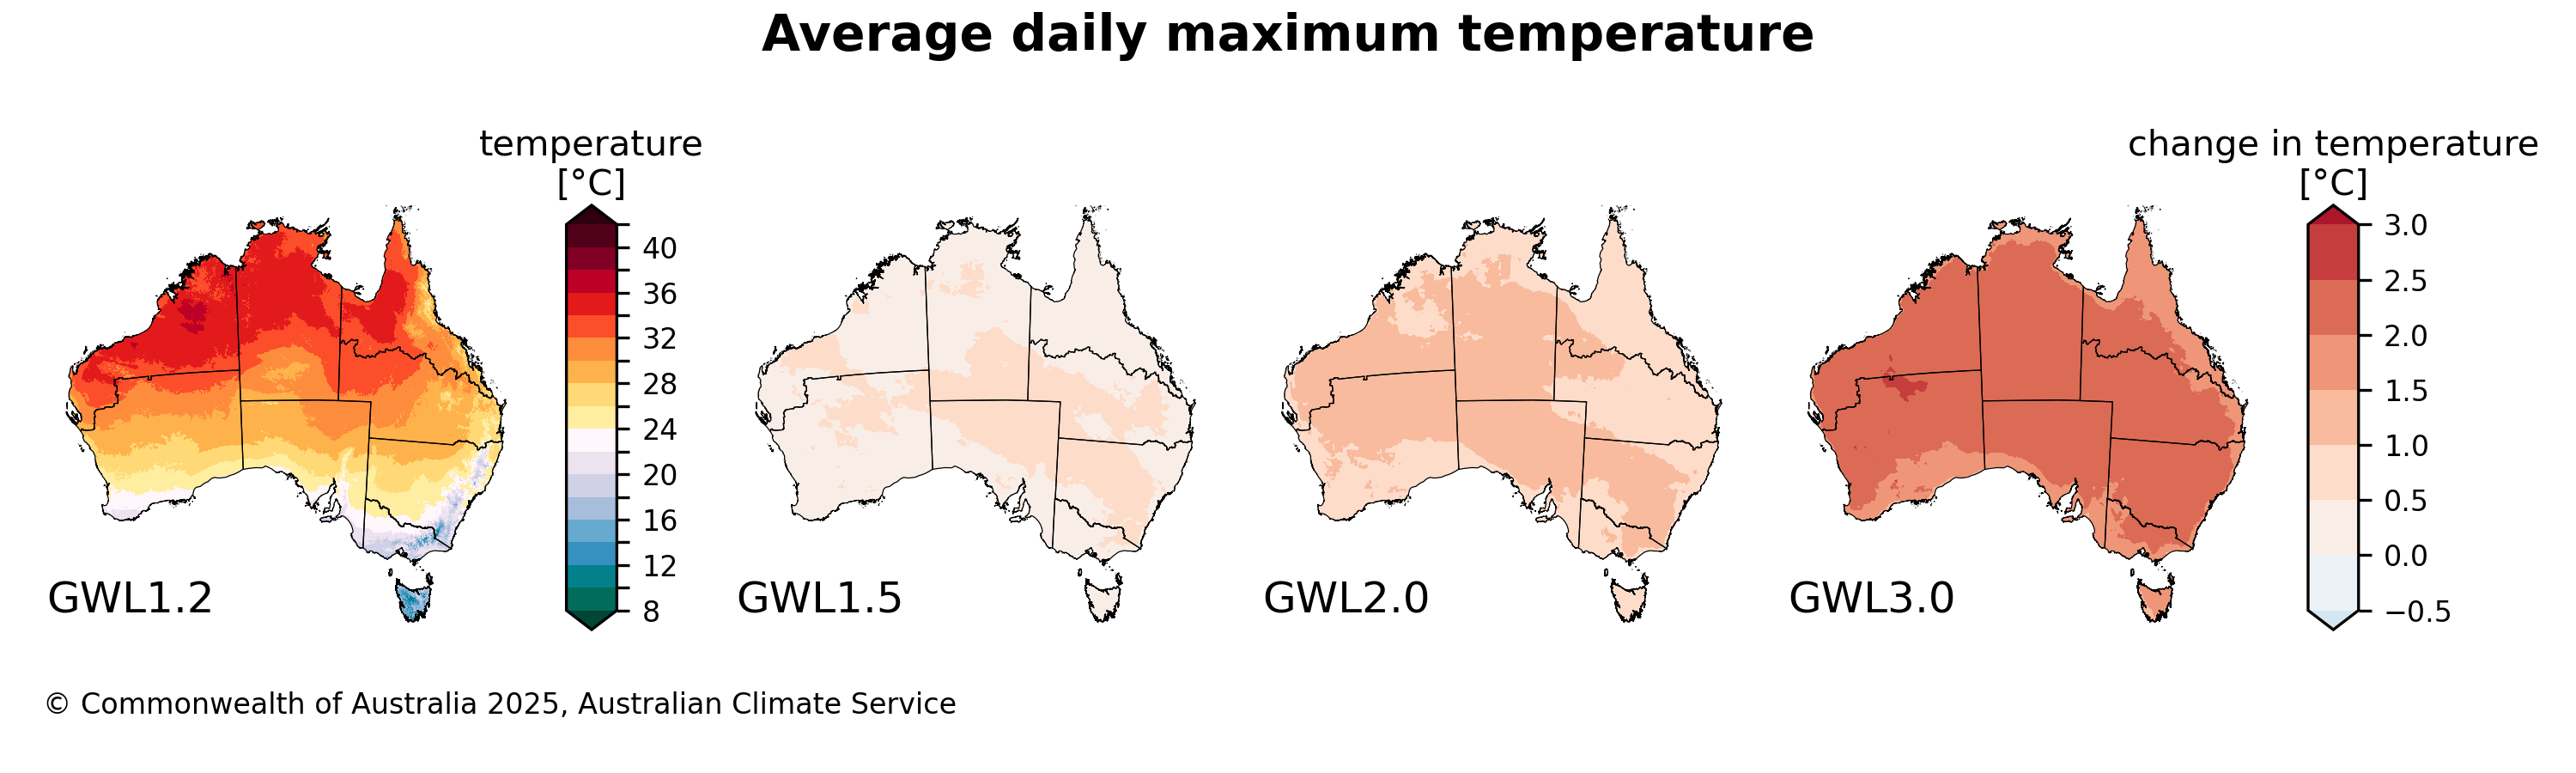 Average daily maximum temperature
temperature
[°C]
40
36
32
28
24
20
16
12
8
GWL1.2
GWL1.5
GWL2.0
GWL3.0
change in temperature
[°C]
3.0
2.5
2.0
1.5
1.0
0.5
0.0
−0.5
© Commonwealth of Australia 2025, Australian Climate Service